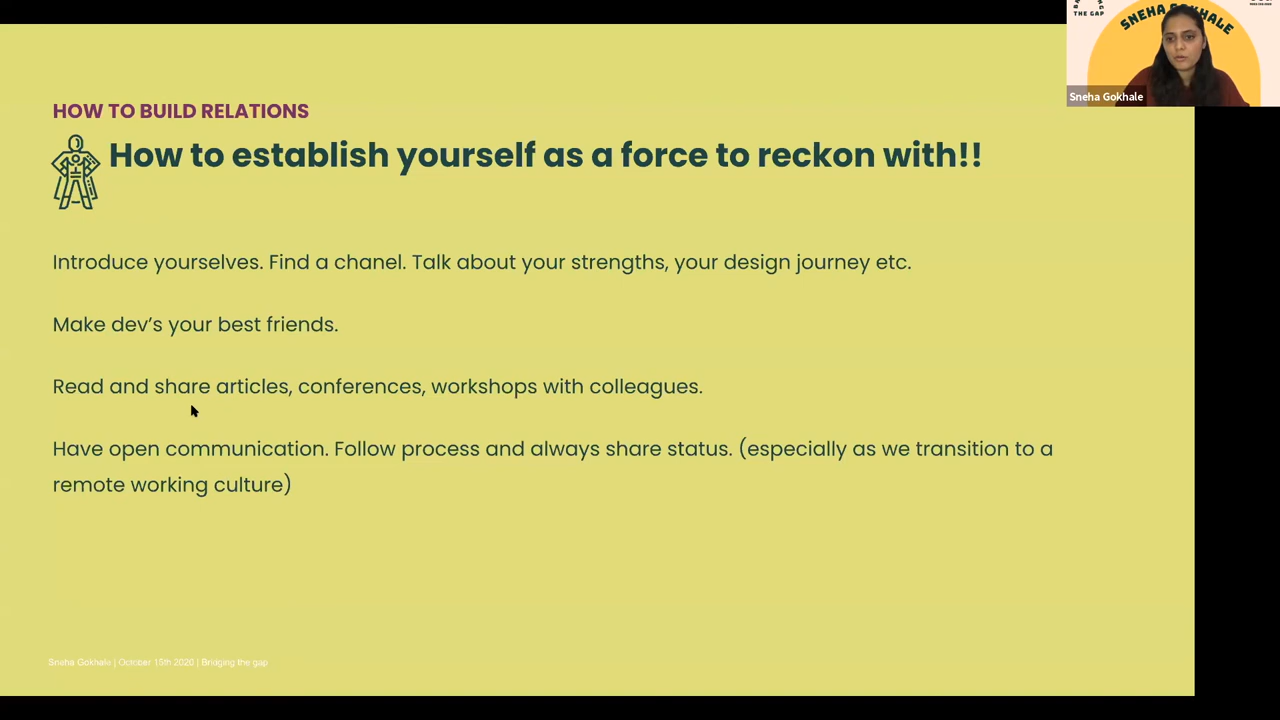 THE GAP
SNEHA GOKHALE
Sneha Gokhale
HOW TO BUILD RELATIONS
How to establish yourself as a force to reckon with!!
Introduce yourselves. Find a chanel. Talk about your strengths, your design journey etc.
Make dev’s your best friends.
Read and share articles, conferences, workshops with colleagues.
Have open communication. Follow process and always share status. (especially as we transition to a
remote working culture)
Sneha Gokhale | October 15th 2020 | Bridging the gap